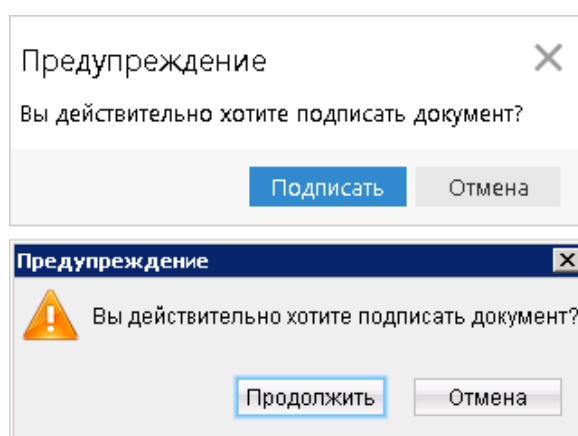 Предупреждение
Вы действительно хотите подписать документ?
Подписать Отмена
Предупреждение
Вы действительно хотите подписать документ?
Продолжить Отмена